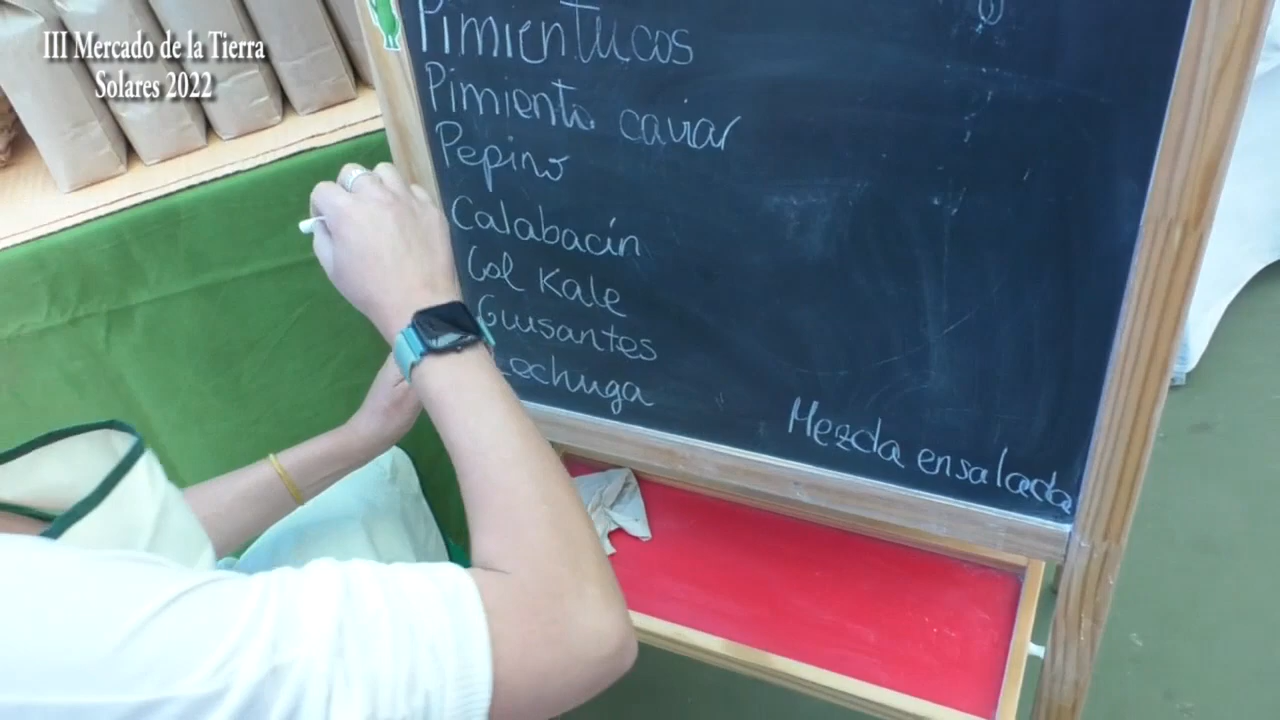 III Mercado de la Tierra
Solares 2022
Pimientucos
Pimiento caviar
Pepino
Calabacín
Col Kale
Guisantes
Lechuga
Mezcla ensalada